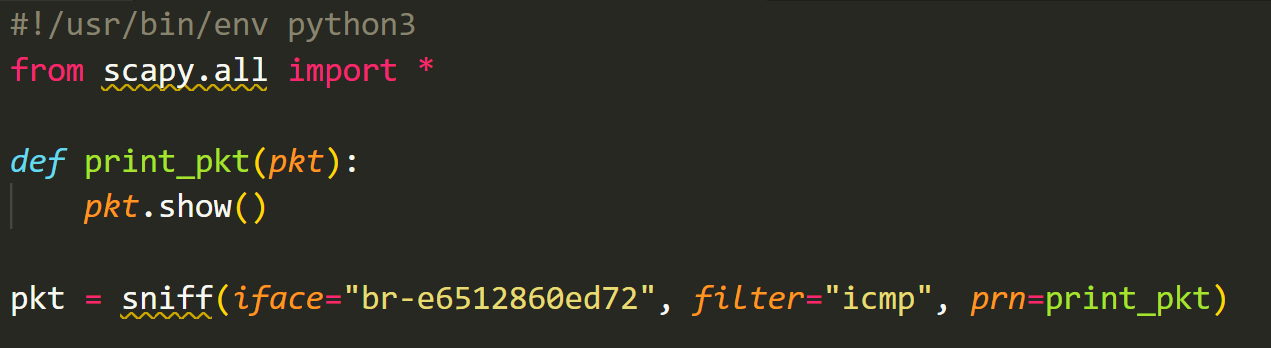 #!/usr/bin/env python3
from scapy.all import *
def print_pkt(pkt):
    pkt.show()
pkt = sniff(iface="br-e6512860ed72", filter="icmp", prn=print_pkt)